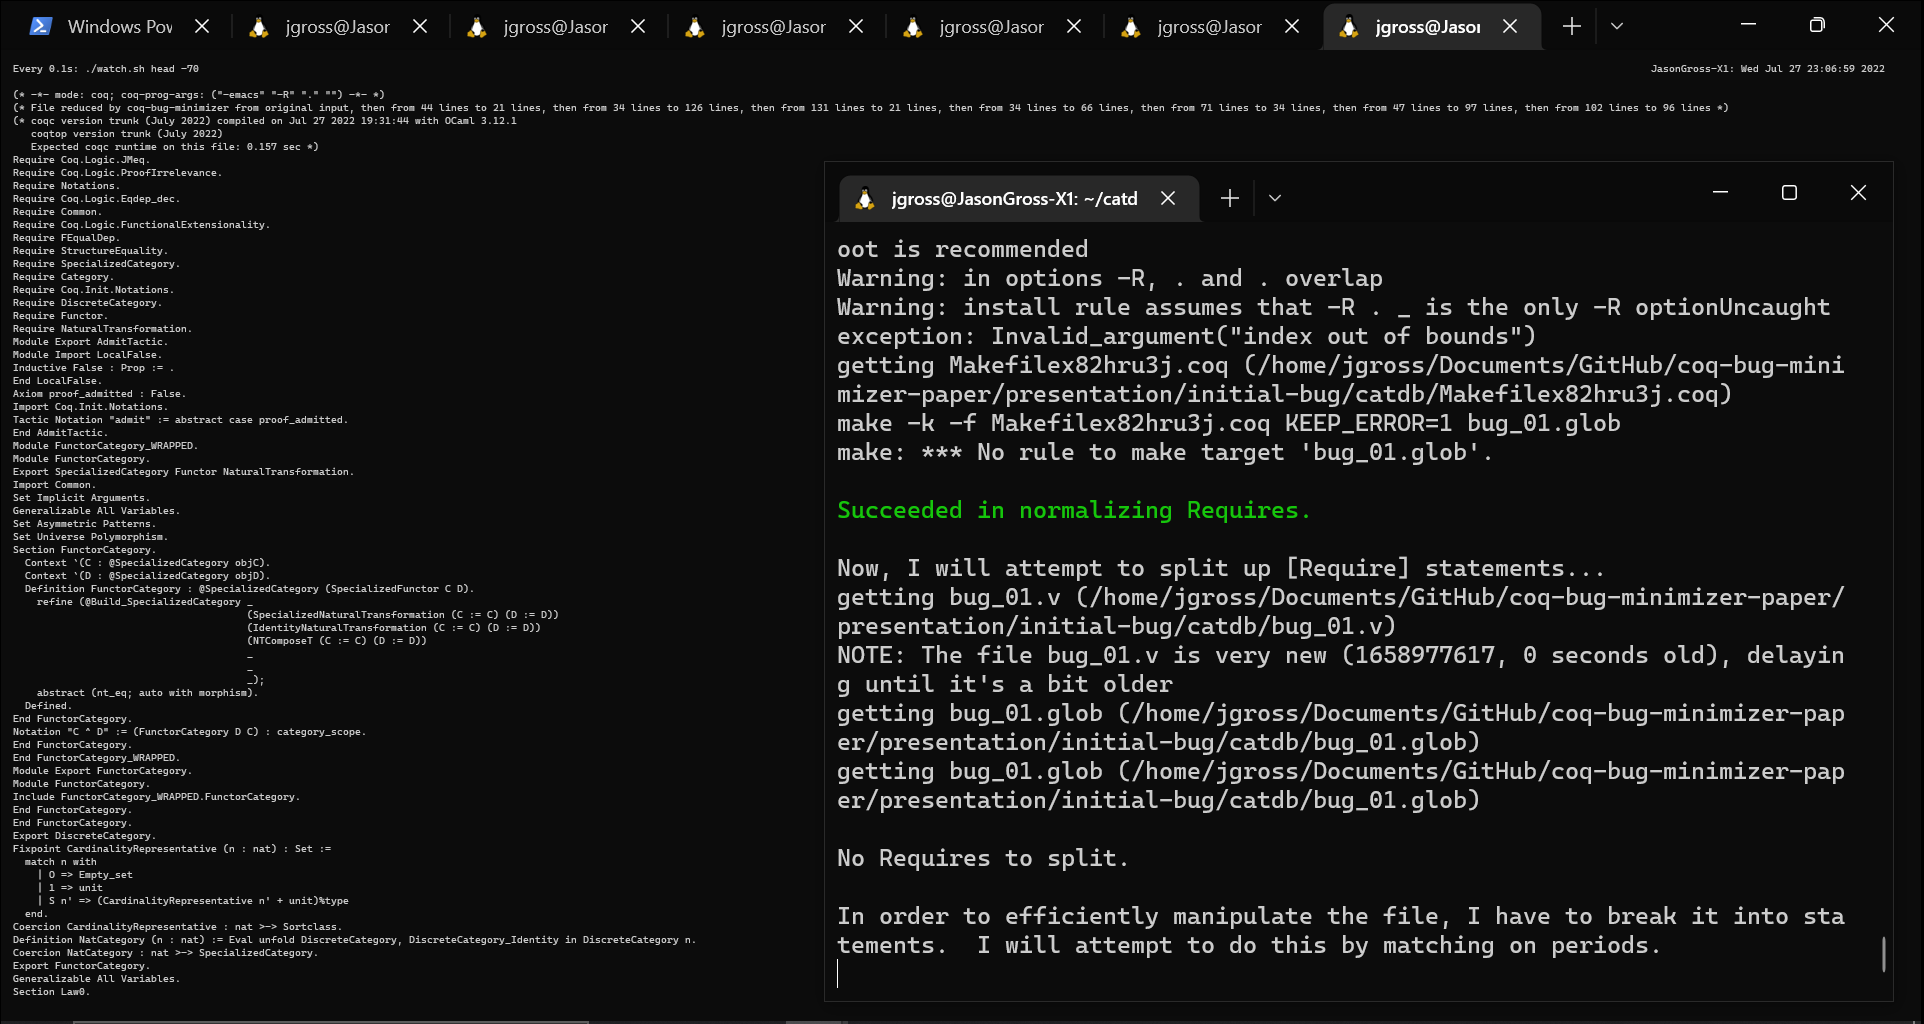 Windows Pov
jgross@Jasor
jgross@Jasor
jgross@Jasor
jgross@Jasor
jgross@Jasor
jgross@Jasor
Every 0.1s: ./watch.sh head -70
JasonGross-X1: Wed Jul 27 23:06:59 2022
(* -*- mode: coq; coq-prog-args: ("-emacs" "-R" "." "") -*- *)
(* File reduced by coq-bug-minimizer from original input, then from 44 lines to 21 lines, then from 34 lines to 126 lines, then from 131 lines to 21 lines, then from 34 lines to 66 lines, then from 71 lines to 34 lines, then from 47 lines to 97 lines, then from 102 lines to 96 lines *)
(* coqc version trunk (July 2022) compiled on Jul 27 2022 19:31:44 with OCaml 3.12.1
coqtop version trunk (July 2022)
Expected coqc runtime on this file: 0.157 sec *)
Require Coq.Logic.JMeq.
Require Coq.Logic.ProofIrrelevance.
Require Notations.
Require Coq.Logic.Eqdep_dec.
Require Common.
Require Coq.Logic.FunctionalExtensionality.
Require FEqualDep.
Require StructureEquality.
Require SpecializedCategory.
Require Category.
Require Coq.Init.Notations.
Require DiscreteCategory.
Require Functor.
Require NaturalTransformation.
Module Export AdmitTactic.
Module Import LocalFalse.
Inductive False : Prop := .
End LocalFalse.
Axiom proof_admitted : False.
Import Coq.Init.Notations.
Tactic Notation "admit" := abstract case proof_admitted.
End AdmitTactic.
Module FunctorCategory_WRAPPED.
Module FunctorCategory.
Export SpecializedCategory Functor NaturalTransformation.
Import Common.
Set Implicit Arguments.
Generalizable All Variables.
Set Asymmetric Patterns.
Set Universe Polymorphism.
Section FunctorCategory.
Context `(C : @SpecializedCategory objC).
Context `(D : @SpecializedCategory objD).
Definition FunctorCategory : @SpecializedCategory (SpecializedFunctor C D).
refine (@Build_SpecializedCategory _
(SpecializedNaturalTransformation (C := C) (D := D))
(IdentityNaturalTransformation (C := C) (D := D))
(NTComposeT (C := C) (D := D))
_
_
_);
abstract (nt_eq; auto with morphism).
Defined.
End FunctorCategory.
Notation "C ^ D" := (FunctorCategory D C) : category_scope.
End FunctorCategory.
End FunctorCategory_WRAPPED.
Module Export FunctorCategory.
Module FunctorCategory.
Include FunctorCategory_WRAPPED.FunctorCategory.
End FunctorCategory.
End FunctorCategory.
Export DiscreteCategory.
Fixpoint CardinalityRepresentative (n : nat) : Set :=
match n with
| O => Empty_set
| 1 => unit
| S n' => (CardinalityRepresentative n' + unit)%type
end.
Coercion CardinalityRepresentative : nat >-> Sortclass.
Definition NatCategory (n : nat) := Eval unfold DiscreteCategory, DiscreteCategory_Identity in DiscreteCategory n.
Coercion NatCategory : nat >-> SpecializedCategory.
Export FunctorCategory.
Generalizable All Variables.
Section Law0.
jgross@JasonGross-X1: ~/catd
oot is recommended
Warning: in options -R, . and . overlap
Warning: install rule assumes that -R . _ is the only -R optionUncaught
exception: Invalid_argument("index out of bounds")
getting Makefilex82hru3j.coq (/home/jgross/Documents/GitHub/coq-bug-mini
mizer-paper/presentation/initial-bug/catdb/Makefilex82hru3j.coq)
make -k -f Makefilex82hru3j.coq KEEP_ERROR=1 bug_01.glob
make: *** No rule to make target 'bug_01.glob'.
Succeeded in normalizing Requires.
Now, I will attempt to split up [Require] statements...
getting bug_01.v (/home/jgross/Documents/GitHub/coq-bug-minimizer-paper/
presentation/initial-bug/catdb/bug_01.v)
NOTE: The file bug_01.v is very new (1658977617, 0 seconds old), delayin
g until it's a bit older
getting bug_01.glob (/home/jgross/Documents/GitHub/coq-bug-minimizer-pap
er/presentation/initial-bug/catdb/bug_01.glob)
getting bug_01.glob (/home/jgross/Documents/GitHub/coq-bug-minimizer-pap
er/presentation/initial-bug/catdb/bug_01.glob)
No Requires to split.
In order to efficiently manipulate the file, I have to break it into sta
tements.  I will attempt to do this by matching on periods.